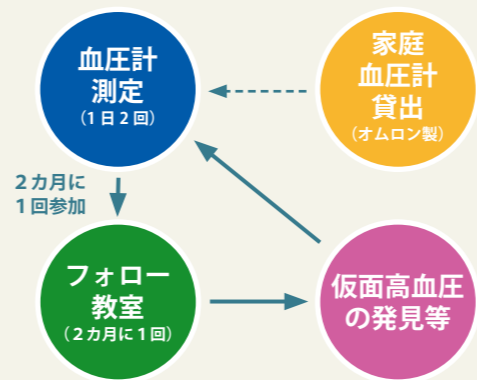 血圧計
測定
（1日2回）
家庭
血圧計
貸出
（オムロン製）
2カ月に
1回参加
フォロー
教室
（2カ月に1回）
仮面高血圧
の発見等